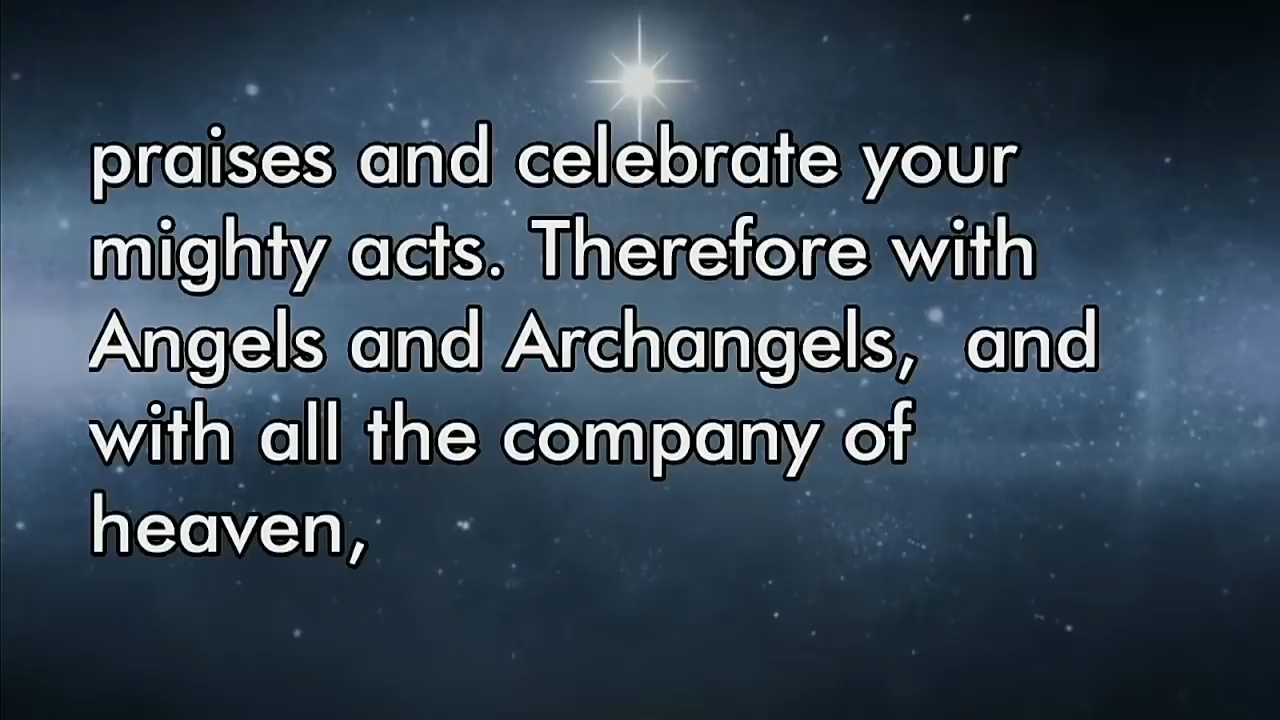 praises and celebrate your
mighty acts. Therefore with
Angels and Archangels,  and
with all the company of
heaven,